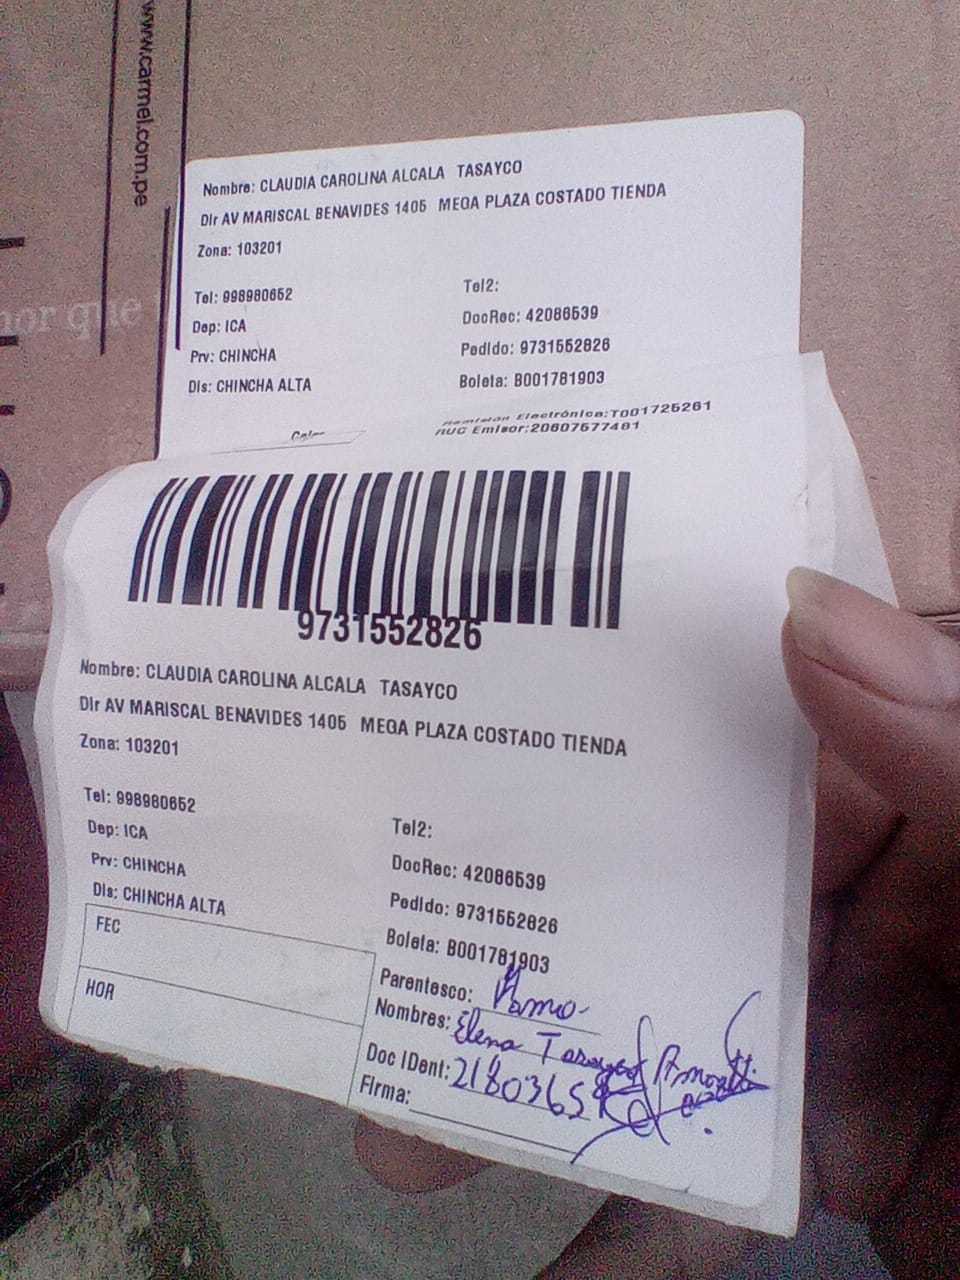 www.carmel.com.pe
Nombre: CLAUDIA CAROLINA ALCALA TASAYCO
Dir AV MARISCAL BENAVIDES 1405 MEGA PLAZA COSTADO TIENDA
Zona: 103201
Tel: 998980652
Tel2:
Dep: ICA
DocRec: 42086539
Prv: CHINCHA
Pedido: 9731552826
Dis: CHINCHA ALTA
Boleta: B001781903
Remisión Electrónica:T001725261
RUC Emisor:20607577481
9731552826
Nombre: CLAUDIA CAROLINA ALCALA TASAYCO
Dir AV MARISCAL BENAVIDES 1405 MEGA PLAZA COSTADO TIENDA
Zona: 103201
Tel: 998980652
Tel2:
Dep: ICA
DocRec: 42086539
Prv: CHINCHA
Pedido: 9731552826
Dis: CHINCHA ALTA
Boleta: B001781903
FEC
Parentesco:
HOR
Nombres: Elena Tasayco
Doc IDent: 2180365
Firma: